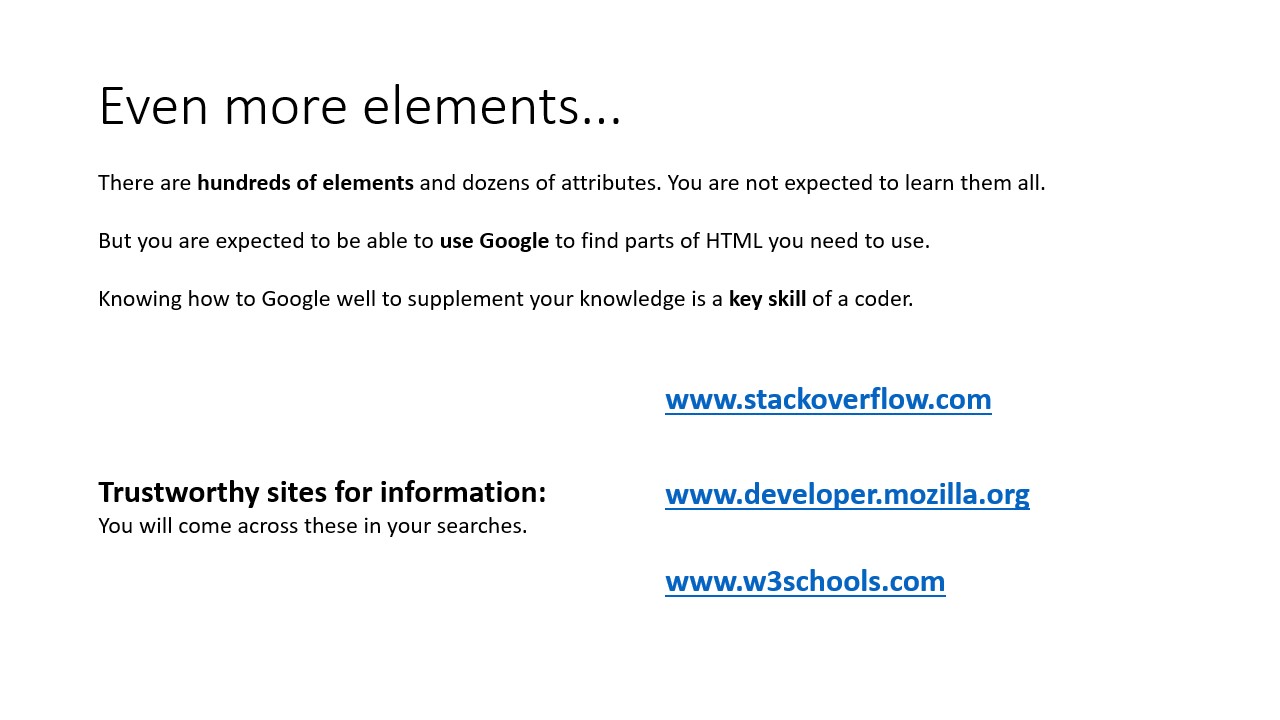 Even more elements...
There are hundreds of elements and dozens of attributes. You are not expected to learn them all.
But you are expected to be able to use Google to find parts of HTML you need to use.
Knowing how to Google well to supplement your knowledge is a key skill of a coder.
Trustworthy sites for information:
You will come across these in your searches.
www.stackoverflow.com
www.developer.mozilla.org
www.w3schools.com